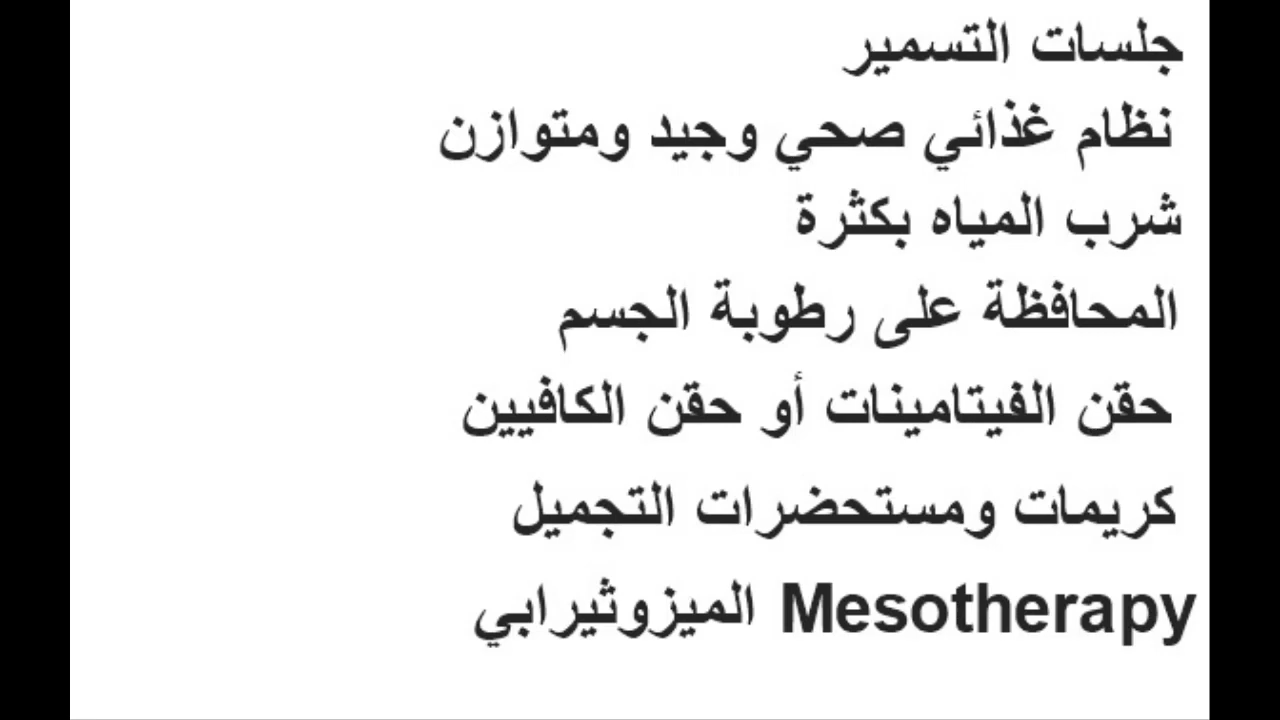 جلسات التسمير
نظام غذائي صحي وجيد ومتوازن
شرب المياه بكثرة
المحافظة على رطوبة الجسم
حقن الفيتامينات أو حقن الكافيين
كريمات ومستحضرات التجميل
Mesotherapy الميزوثيرابي